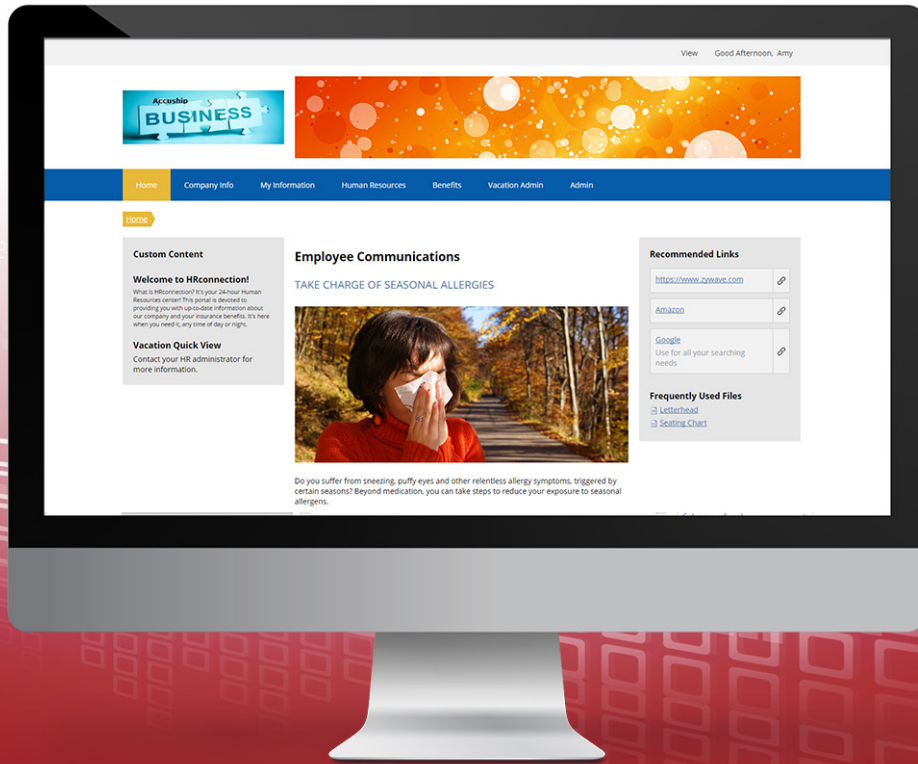 View Good Afternoon, Amy
Accuship
BUSINESS
Home Company Info My Information Human Resources Benefits Vacation Admin Admin
Home
Custom Content
Welcome to HRconnection!
What is HRconnection? It's your 24-hour Human
Resources center! This portal is devoted to
providing you with up-to-date information about
our company and your insurance benefits. It's here
when you need it, any time of day or night.
Vacation Quick View
Contact your HR administrator for
more information.
Employee Communications
TAKE CHARGE OF SEASONAL ALLERGIES
Do you suffer from sneezing, puffy eyes and other relentless allergy symptoms, triggered by
certain seasons? Beyond medication, you can take steps to reduce your exposure to seasonal
allergens.
Recommended Links
https://www.zywave.com
Amazon
Google
Use for all your searching
needs
Frequently Used Files
Letterhead
Seating Chart